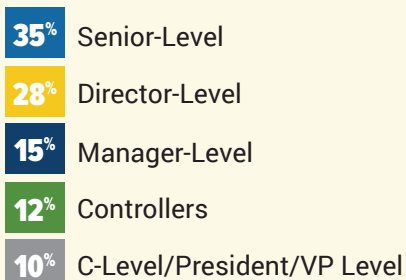 35% Senior-Level
28% Director-Level
15% Manager-Level
12% Controllers
10% C-Level/President/VP Level